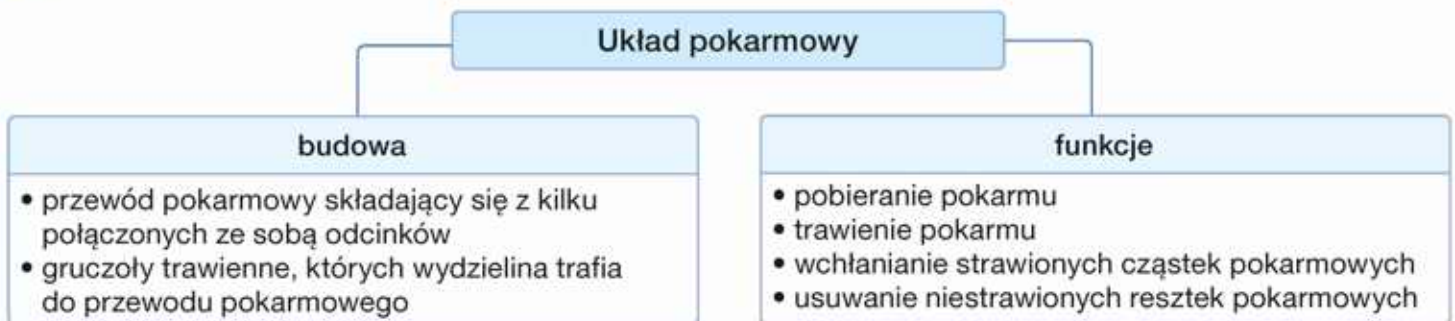 Układ pokarmowy
budowa
• przewód pokarmowy składający się z kilku
połączonych ze sobą odcinków
• gruczoły trawienne, których wydzielina trafia
do przewodu pokarmowego
funkcje
• pobieranie pokarmu
• trawienie pokarmu
• wchłanianie strawionych cząstek pokarmowych
• usuwanie niestrawionych resztek pokarmowych